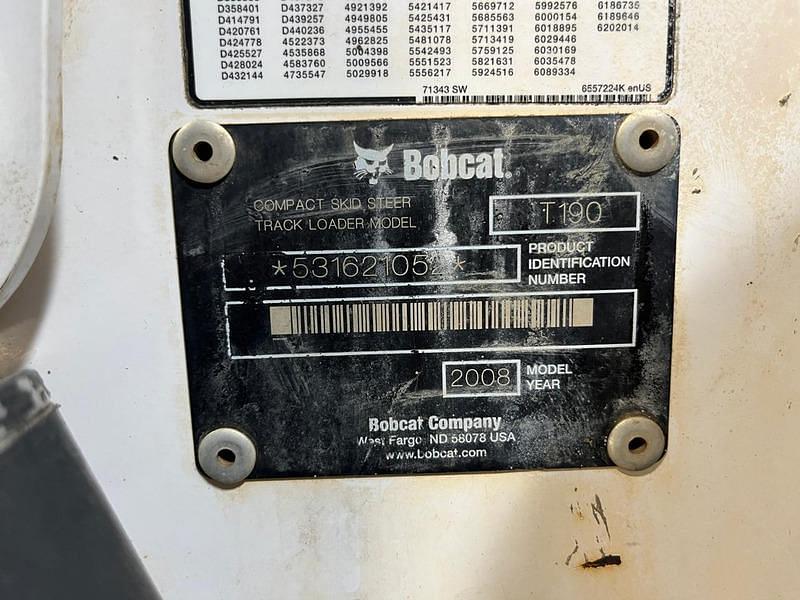 D358401 D437327 4921392 5421417 5669712 5992576 6186735
D414791 D439257 4949805 5425431 5685563 6000154 6189646
D420761 D440236 4955455 5435117 5711391 6018895 6202014
D424778 4522373 4962825 5481078 5713419 6029446
D425527 4535868 5004398 5542493 5759125 6030169
D428024 4583760 5009566 5551523 5821631 6035478
D432144 4735547 5029918 5556217 5924516 6089334
71343 SW 6557224K enUS
Bobcat.
COMPACT SKID STEER
TRACK LOADER MODEL T190
*531621052*
PRODUCT
IDENTIFICATION
NUMBER
2008 MODEL
YEAR
Bobcat Company
West Fargo, ND 58078 USA
www.bobcat.com